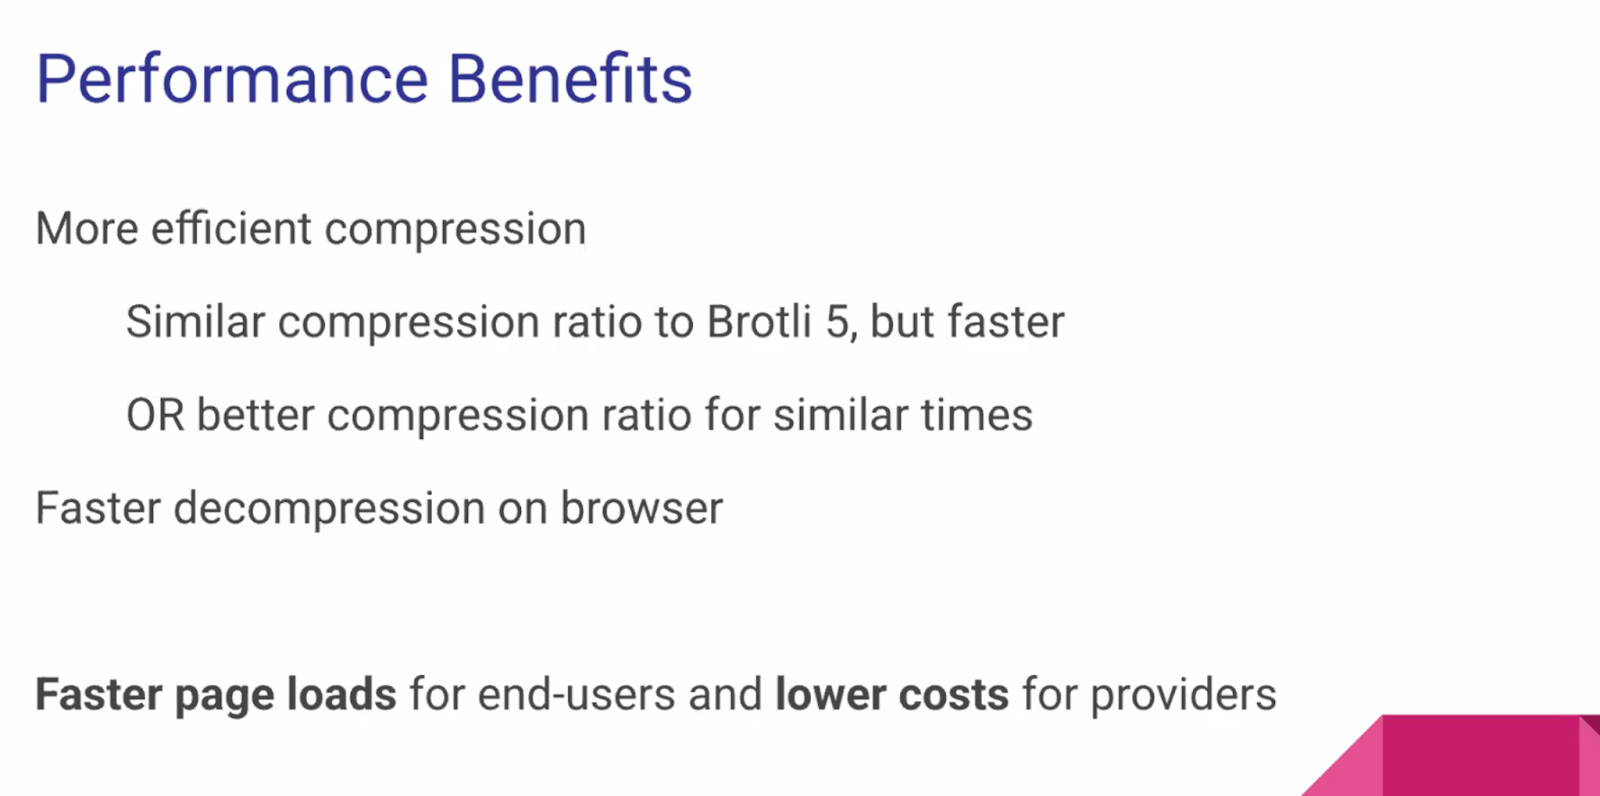 Performance Benefits
More efficient compression
Similar compression ratio to Brotli 5, but faster
OR better compression ratio for similar times
Faster decompression on browser
Faster page loads for end-users and lower costs for providers